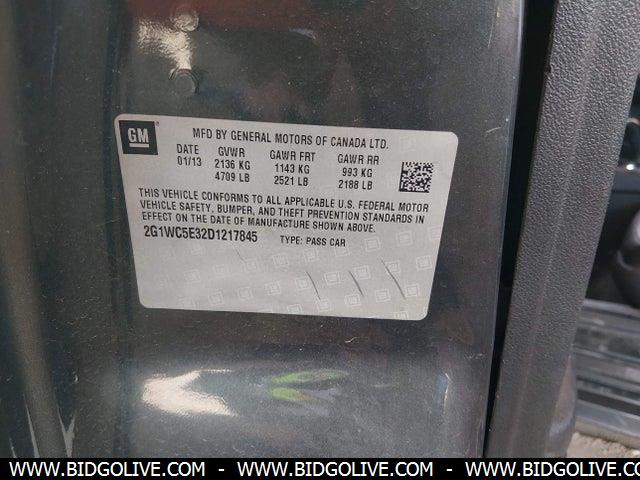 GM
MFD BY GENERAL MOTORS OF CANADA LTD.
DATE GVWR GAWR FRT GAWR RR
01/13 2136 KG 1143 KG 993 KG
4709 LB 2521 LB 2188 LB
THIS VEHICLE CONFORMS TO ALL APPLICABLE U.S. FEDERAL MOTOR
VEHICLE SAFETY, BUMPER, AND THEFT PREVENTION STANDARDS IN
EFFECT ON THE DATE OF MANUFACTURE SHOWN ABOVE.
2G1WC5E32D1217845 TYPE: PASS CAR
WWW.BIDGOLIVE.COM - WWW.BIDGOLIVE.COM - WWW.BIDGOLIVE.COM